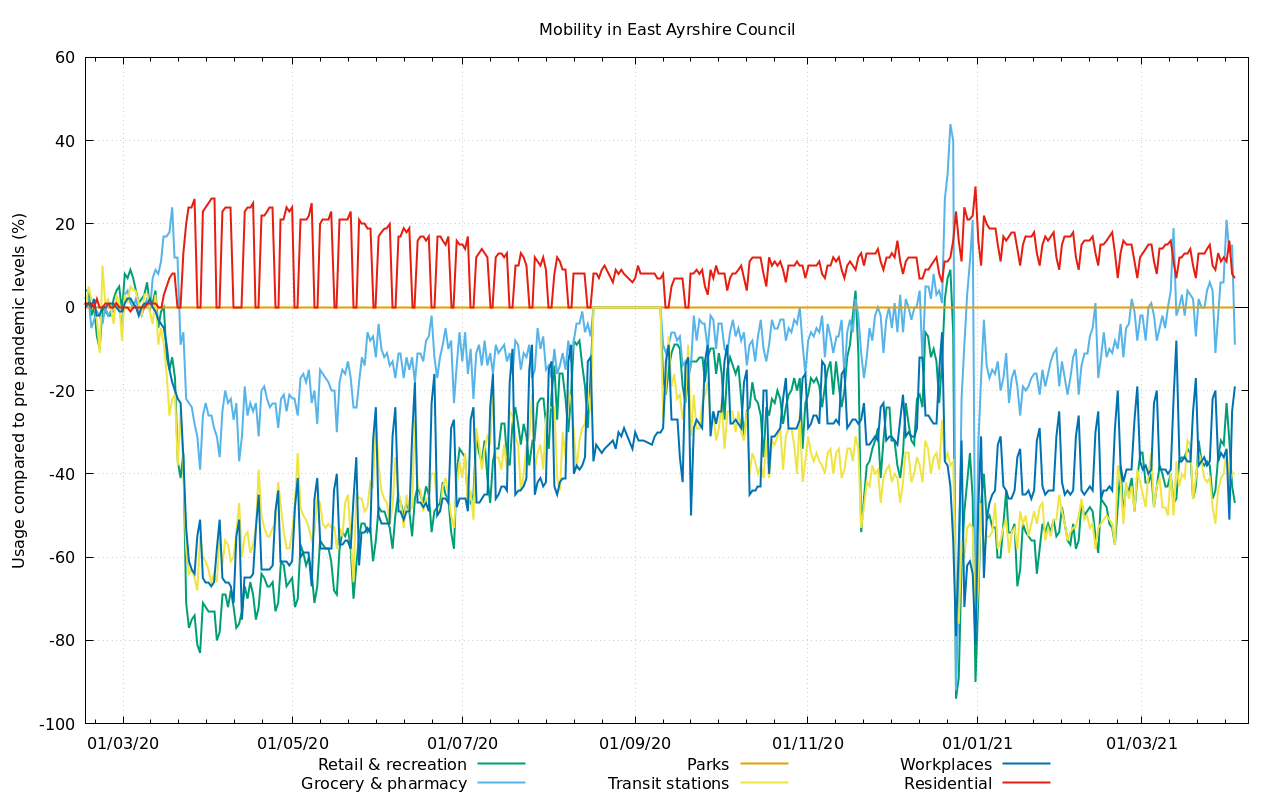 Mobility in East Ayrshire Council
Usage compared to pre pandemic levels (%)
60
40
20
0
-20
-40
-60
-80
-100
01/03/20 01/05/20 01/07/20 01/09/20 01/11/20 01/01/21 01/03/21
Retail & recreation Parks Workplaces
Grocery & pharmacy Transit stations Residential